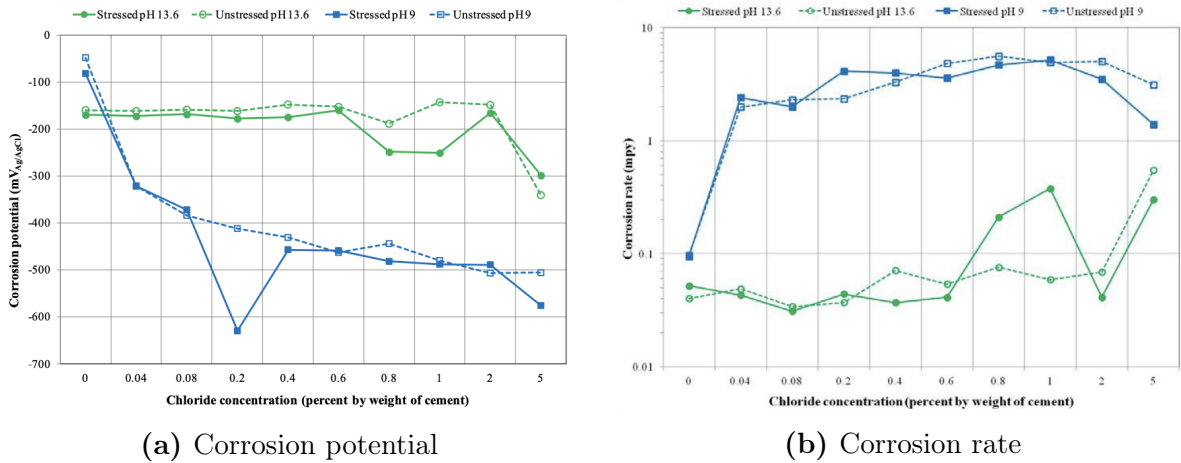 Stressed pH 13.6 Unstressed pH 13.6 Stressed pH 9 Unstressed pH 9
0
-100
-200
-300
-400
-500
-600
-700
Corrosion potential (mV Ag/AgCl)
0 0.04 0.08 0.2 0.4 0.6 0.8 1 2 5
Chloride concentration (percent by weight of cement)
(a) Corrosion potential
Stressed pH 13.6 Unstressed pH 13.6 Stressed pH 9 Unstressed pH 9
10
1
0.1
0.01
Corrosion rate (mpy)
0 0.04 0.08 0.2 0.4 0.6 0.8 1 2 5
Chloride concentration (percent by weight of cement)
(b) Corrosion rate